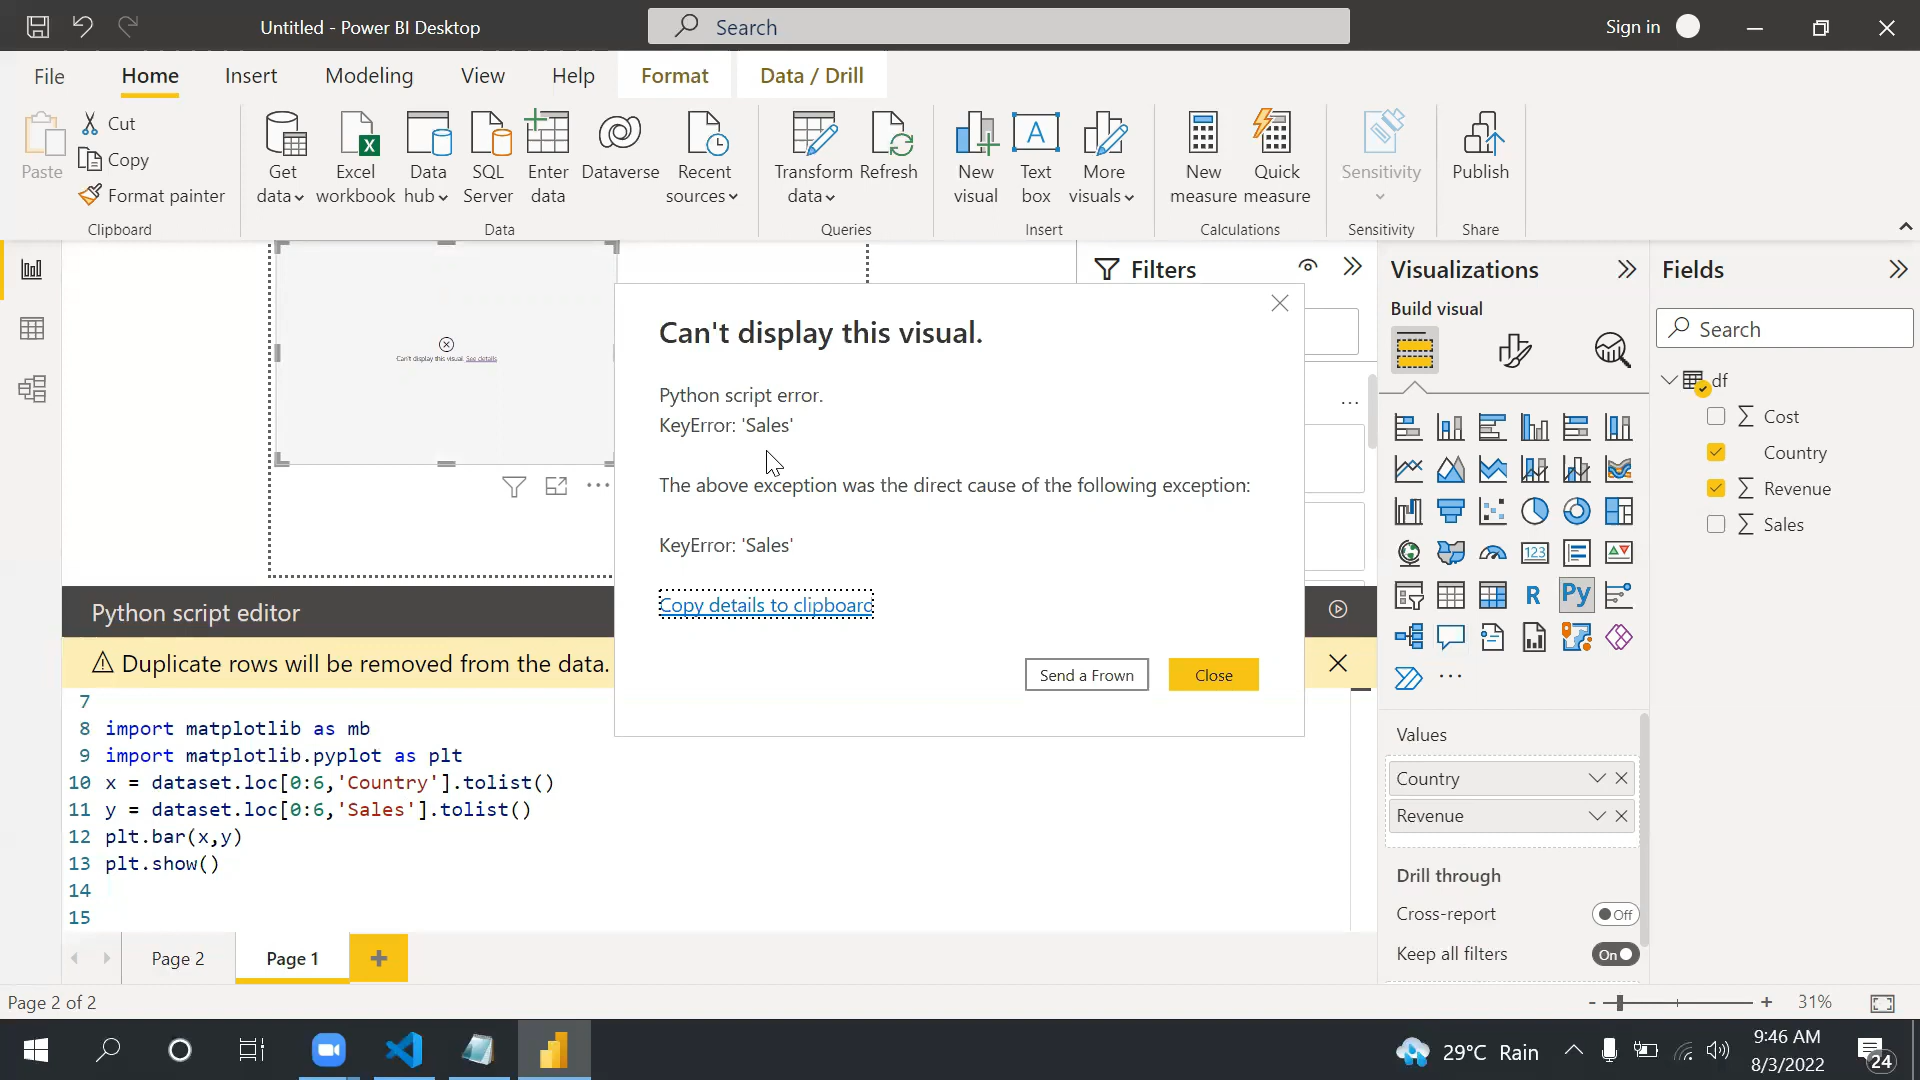 Untitled - Power BI Desktop
Search
Sign in
File
Home
Insert
Modeling
View
Help
Format
Data / Drill
Paste
Cut
Copy
Format painter
Clipboard
Get data
Excel workbook
Data hub
SQL Server
Enter data
Dataverse
Recent sources
Data
Transform data
Refresh
Queries
New visual
Text box
More visuals
Insert
New measure
Quick measure
Calculations
Sensitivity
Sensitivity
Publish
Share
Can't display this visual. See details
Filters
Can't display this visual.
Python script error.
KeyError: 'Sales'
The above exception was the direct cause of the following exception:
KeyError: 'Sales'
Copy details to clipboard
Send a Frown
Close
Python script editor
Duplicate rows will be removed from the data.
7
8 import matplotlib as mb
9 import matplotlib.pyplot as plt
10 x = dataset.loc[0:6,'Country'].tolist()
11 y = dataset.loc[0:6,'Sales'].tolist()
12 plt.bar(x,y)
13 plt.show()
14
15
Visualizations
Build visual
123
R
Py
Values
Country
Revenue
Drill through
Cross-report
Off
Keep all filters
On
Fields
Search
df
Cost
Country
Revenue
Sales
Page 2
Page 1
Page 2 of 2
- + 31%
29°C Rain
9:46 AM
8/3/2022
24